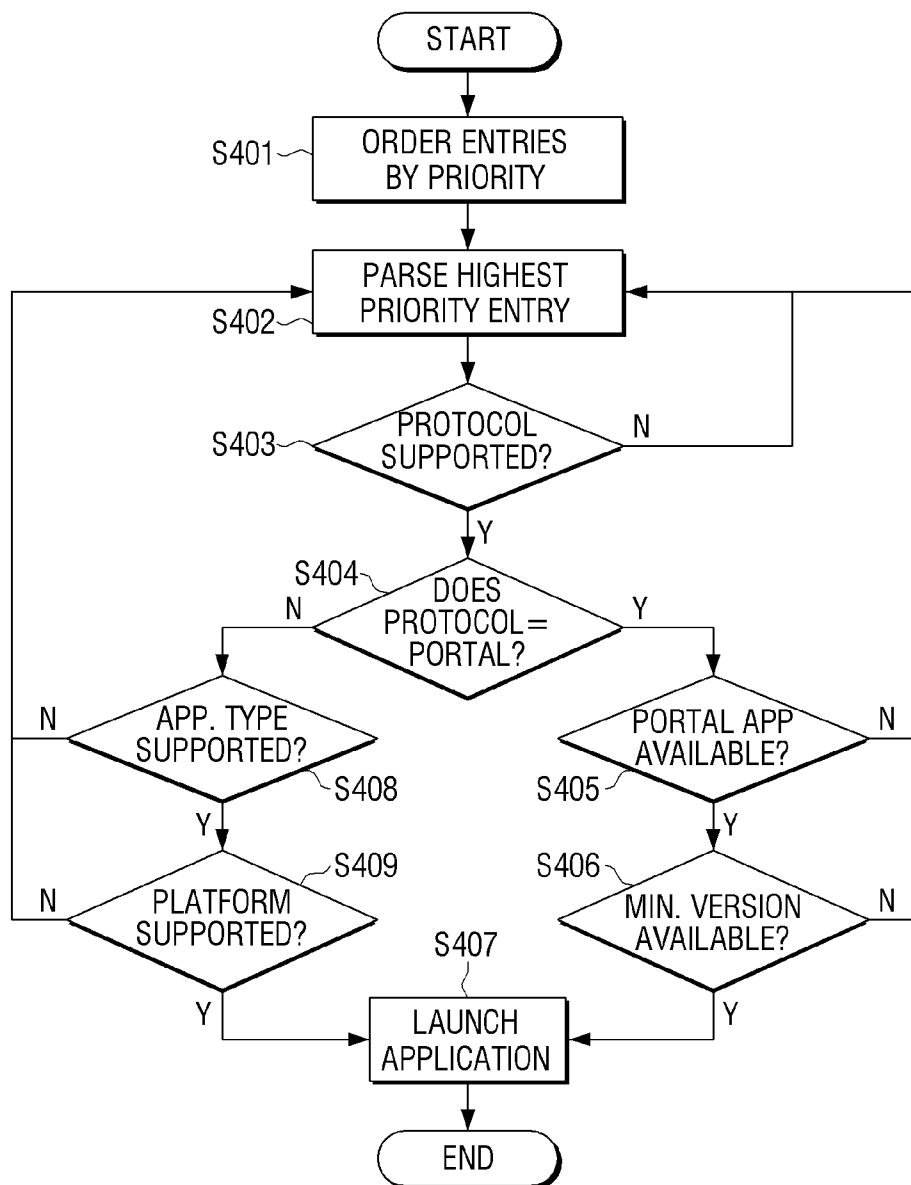 START
S401
ORDER ENTRIES
BY PRIORITY
PARSE HIGHEST
PRIORITY ENTRY
S402
S403
PROTOCOL
SUPPORTED?
N
Y
S404
DOES
PROTOCOL=
PORTAL?
N
Y
N
APP. TYPE
SUPPORTED?
S408
Y
PORTAL APP
AVAILABLE?
N
S405
Y
S409
N
PLATFORM
SUPPORTED?
Y
S406
MIN. VERSION
AVAILABLE?
N
Y
S407
LAUNCH
APPLICATION
END